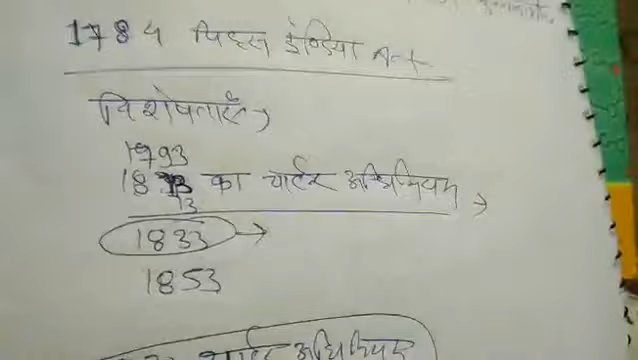 1784 पिट्स इंडिया Act
विशेषताएँ →
1793
1813 का चार्टर अधिनियम →
1833 →
1853
चार्टर अधिनियम